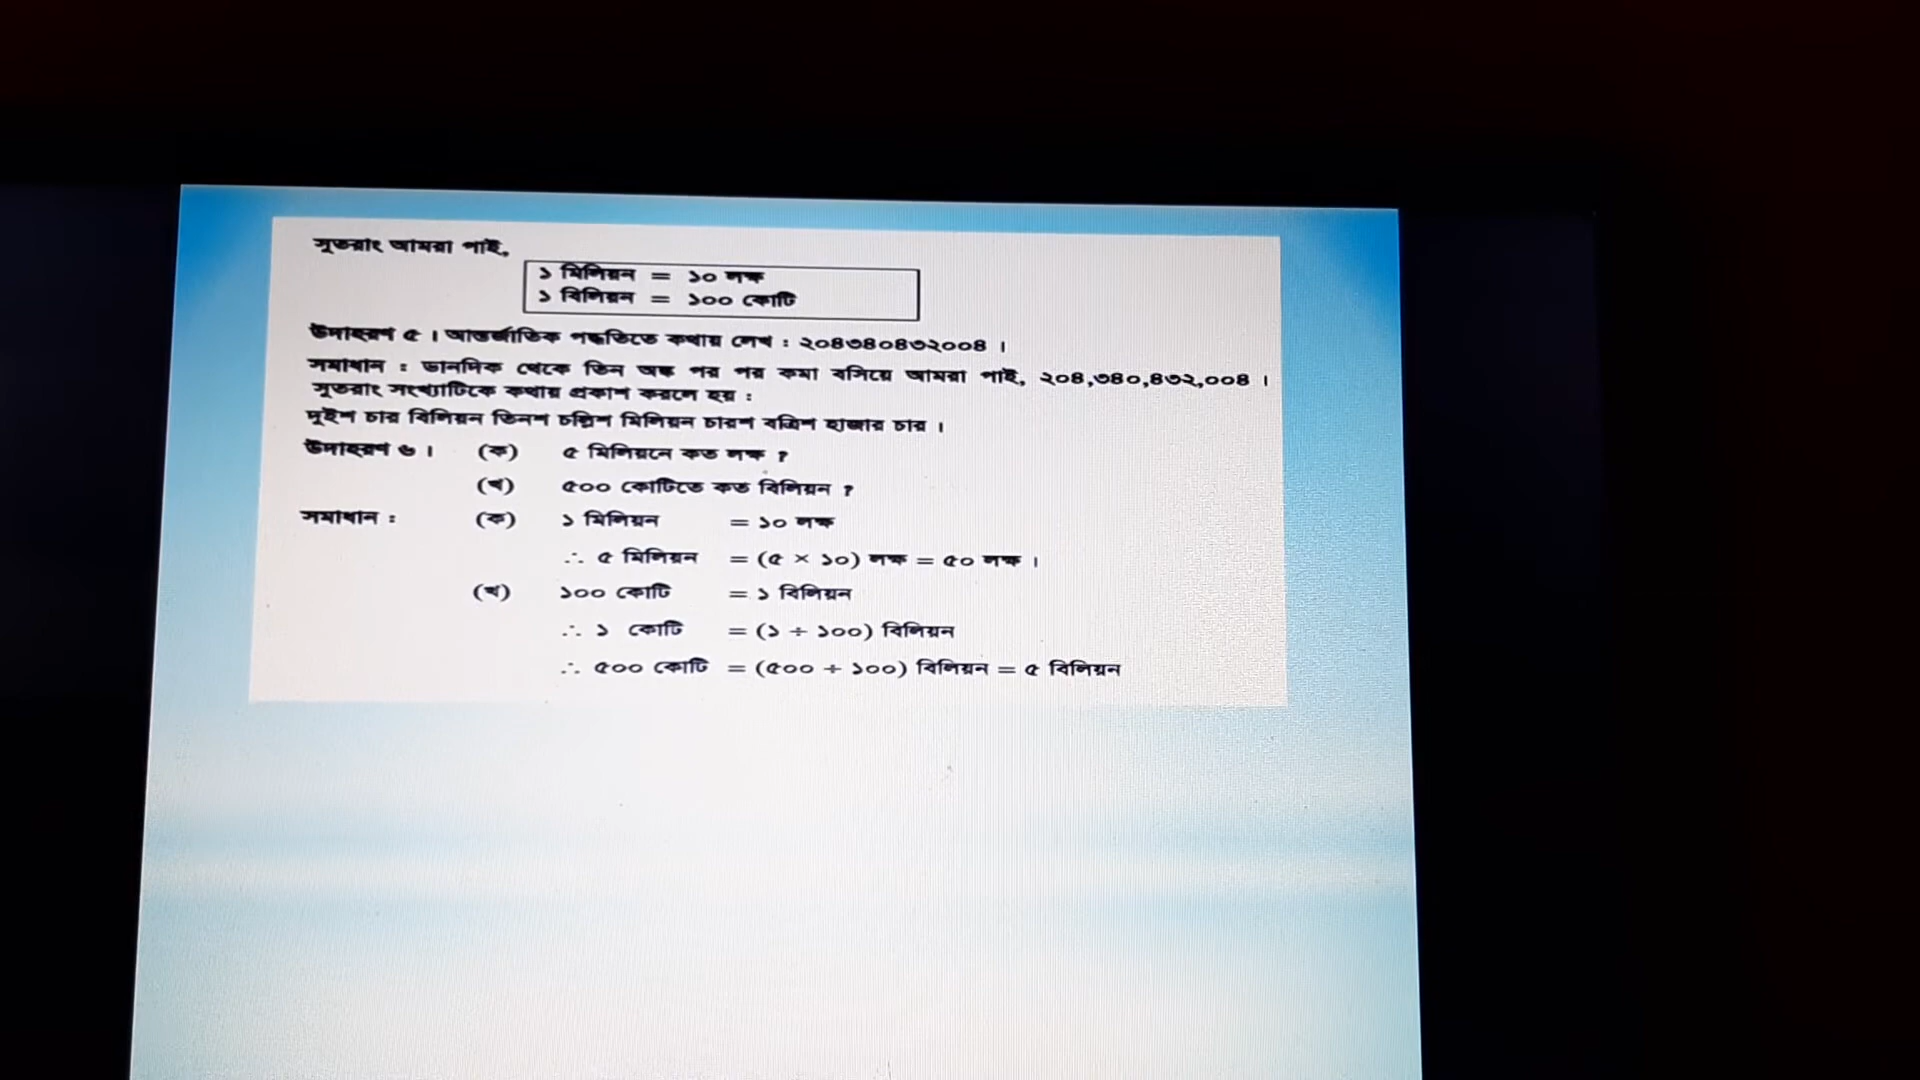 সুতরাং আমরা পাই,
১ মিলিয়ন = ১০ লক্ষ
১ বিলিয়ন = ১০০ কোটি
উদাহরণ ৫ । আন্তর্জাতিক পদ্ধতিতে কথায় লেখ : ২০৪৩৪০৪৩২০০৪ ।
সমাধান : ডানদিক থেকে তিন অঙ্ক পর পর কমা বসিয়ে আমরা পাই, ২০৪,৩৪০,৪৩২,০০৪ ।
সুতরাং সংখ্যাটিকে কথায় প্রকাশ করলে হয় :
দুইশ চার বিলিয়ন তিনশ চল্লিশ মিলিয়ন চারশ বত্রিশ হাজার চার ।
উদাহরণ ৬ । (ক) ৫ মিলিয়নে কত লক্ষ ?
(খ) ৫০০ কোটিতে কত বিলিয়ন ?
সমাধান : (ক) ১ মিলিয়ন = ১০ লক্ষ
∴ ৫ মিলিয়ন = (৫ × ১০) লক্ষ = ৫০ লক্ষ ।
(খ) ১০০ কোটি = ১ বিলিয়ন
∴ ১ কোটি = (১ ÷ ১০০) বিলিয়ন
∴ ৫০০ কোটি = (৫০০ ÷ ১০০) বিলিয়ন = ৫ বিলিয়ন